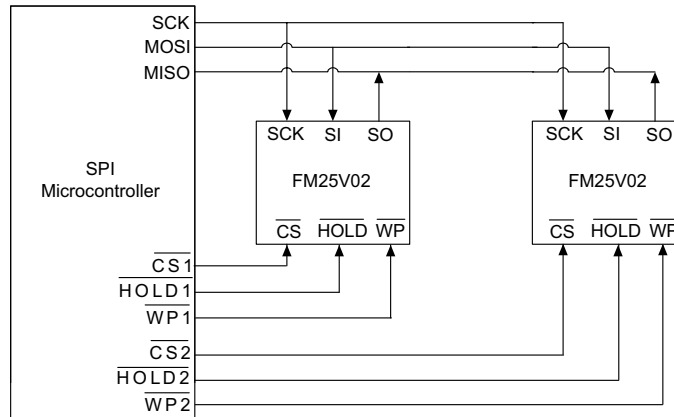 SCK
MOSI
MISO
SPI
Microcontroller
CS1
HOLD1
WP1
CS2
HOLD2
WP2
SCK SI SO
FM25V02
CS HOLD WP
SCK SI SO
FM25V02
CS HOLD WP